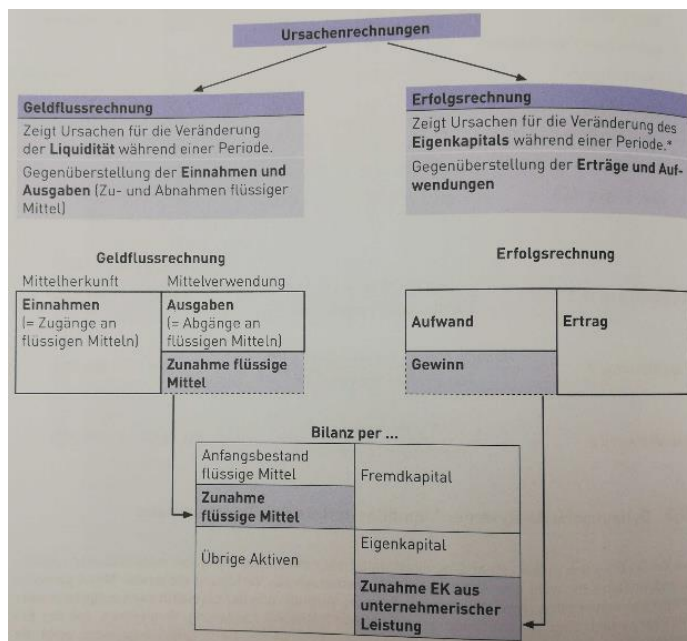 Ursachenrechnungen
Geldflussrechnung
Zeigt Ursachen für die Veränderung
der Liquidität während einer Periode.
Gegenüberstellung der Einnahmen und
Ausgaben (Zu- und Abnahmen flüssiger
Mittel)
Erfolgsrechnung
Zeigt Ursachen für die Veränderung des
Eigenkapitals während einer Periode.*
Gegenüberstellung der Erträge und Auf-
wendungen
Geldflussrechnung
Mittelherkunft Mittelverwendung
Einnahmen
(= Zugänge an
flüssigen Mitteln)
Ausgaben
(= Abgänge an
flüssigen Mitteln)
Zunahme flüssige
Mittel
Erfolgsrechnung
Aufwand
Gewinn
Ertrag
Bilanz per ...
Anfangsbestand
flüssige Mittel
Zunahme
flüssige Mittel
Übrige Aktiven
Fremdkapital
Eigenkapital
Zunahme EK aus
unternehmerischer
Leistung